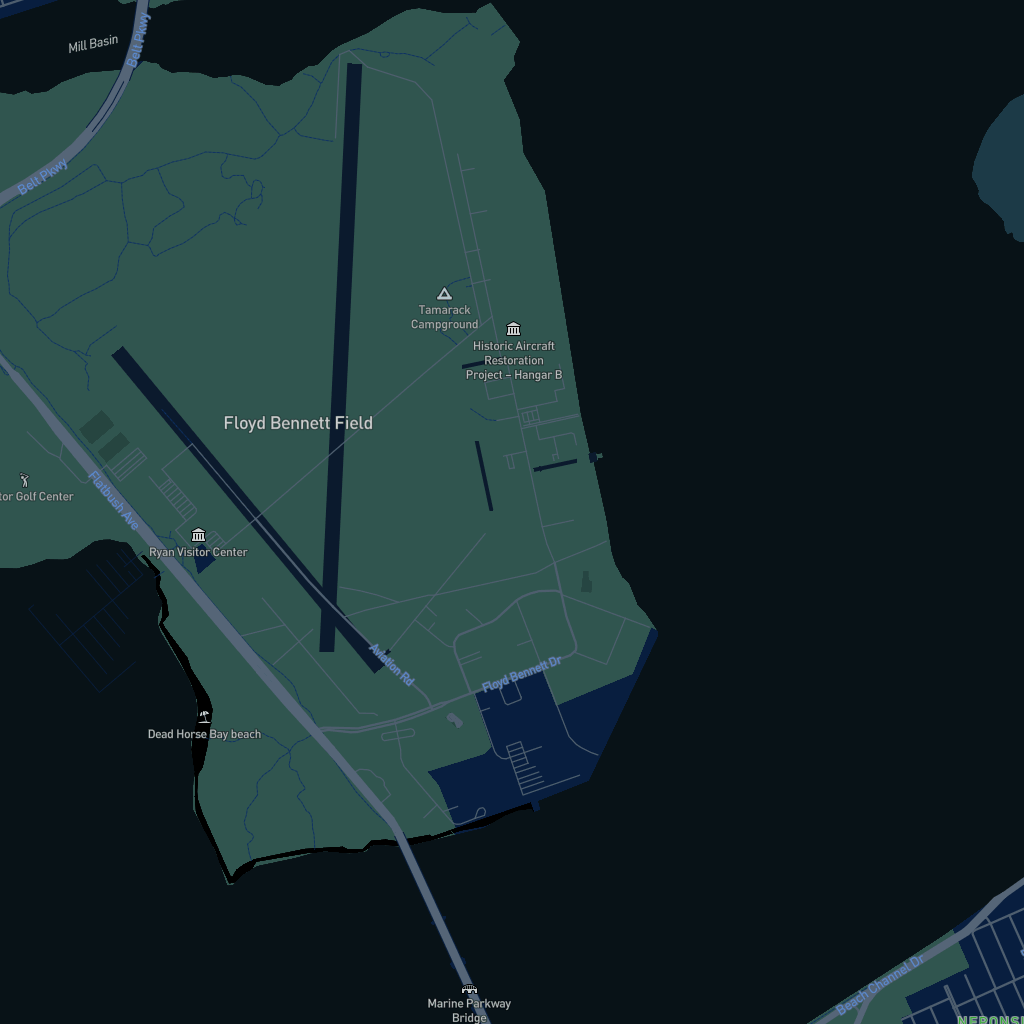 Mill Basin
Belt Pkwy
Belt Pkwy
Tamarack
Campground
Historic Aircraft
Restoration
Project – Hangar B
Floyd Bennett Field
Flatbush Ave
Golf Center
Ryan Visitor Center
Aviation Rd
Floyd Bennett Dr
Dead Horse Bay beach
Beach Channel Dr
Marine Parkway
Bridge